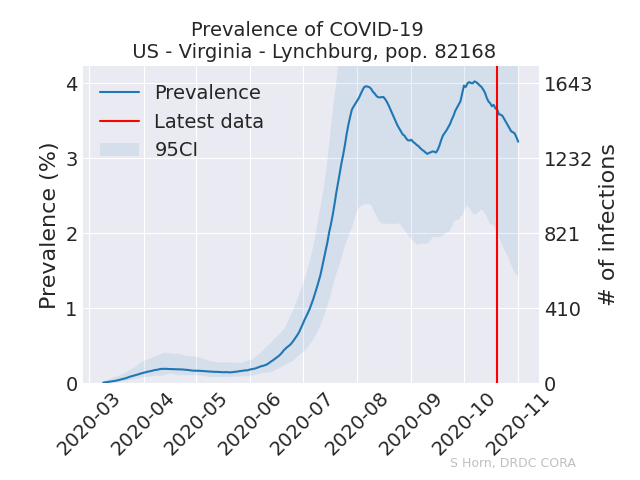 Prevalence of COVID-19
US - Virginia - Lynchburg, pop. 82168
Prevalence
Latest data
95CI
Prevalence (%)
4
3
2
1
0
1643
1232
821
410
0
# of infections
2020-03
2020-04
2020-05
2020-06
2020-07
2020-08
2020-09
2020-10
2020-11
S Horn, DRDC CORA